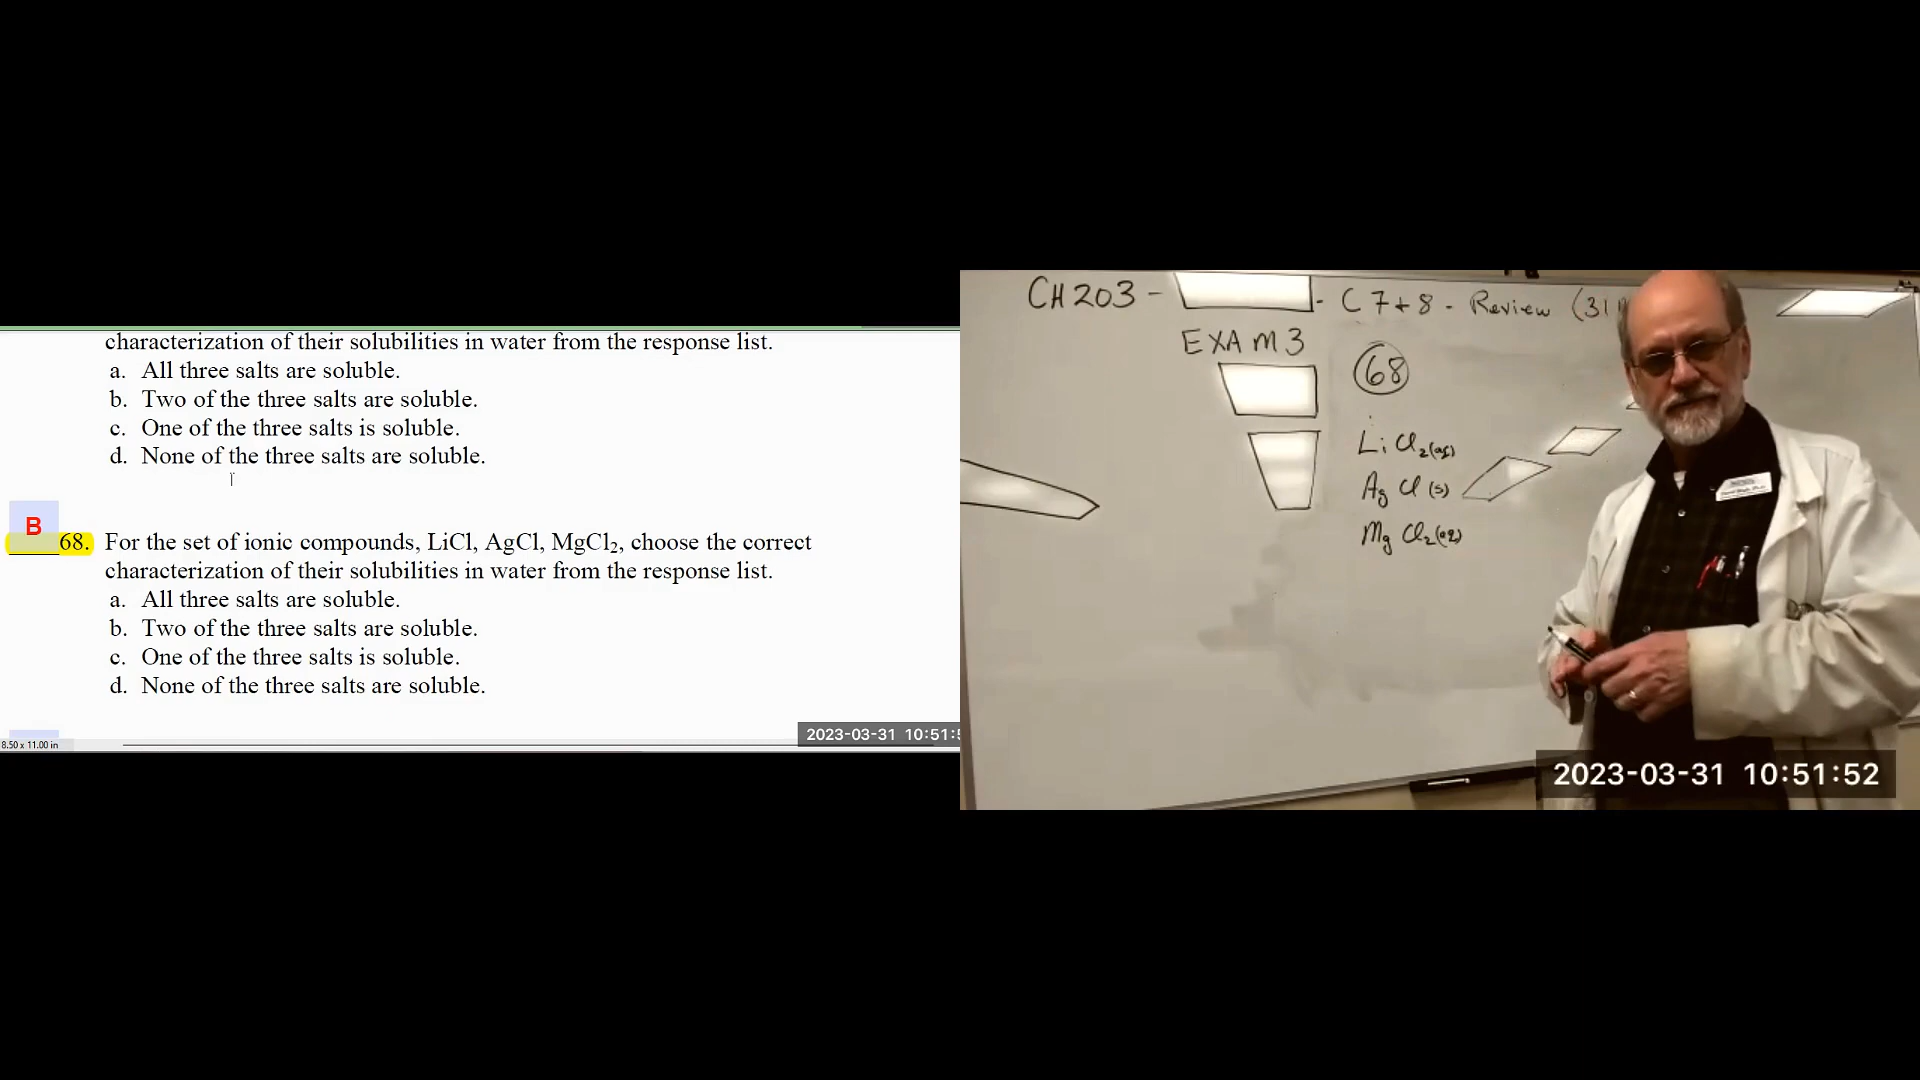 characterization of their solubilities in water from the response list.
a. All three salts are soluble.
b. Two of the three salts are soluble.
c. One of the three salts is soluble.
d. None of the three salts are soluble.
B
68. For the set of ionic compounds, LiCl, AgCl, MgCl₂, choose the correct
characterization of their solubilities in water from the response list.
a. All three salts are soluble.
b. Two of the three salts are soluble.
c. One of the three salts is soluble.
d. None of the three salts are soluble.
8.50 x 11.00 in
2023-03-31 10:51:5
CH 203 - - C 7 + 8 - Review (31
EXAM 3
68
LiCl₂(aq)
AgCl(s)
MgCl₂(aq)
2023-03-31 10:51:52